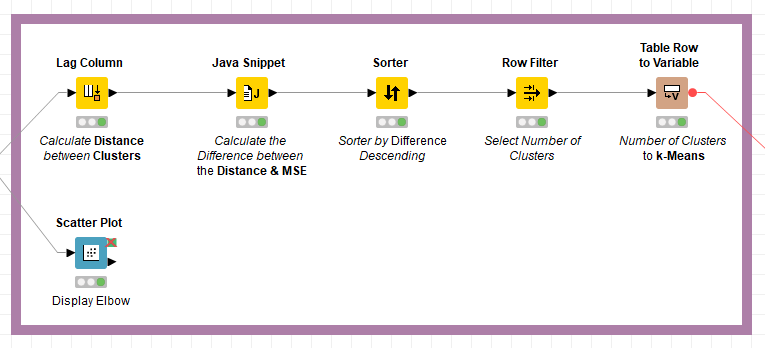 Lag Column
Java Snippet
Sorter
Row Filter
Table Row
to Variable
J
V
Calculate Distance
between Clusters
Calculate the
Difference between
the Distance & MSE
Sorter by Difference
Descending
Select Number of
Clusters
Number of Clusters
to k-Means
Scatter Plot
Display Elbow